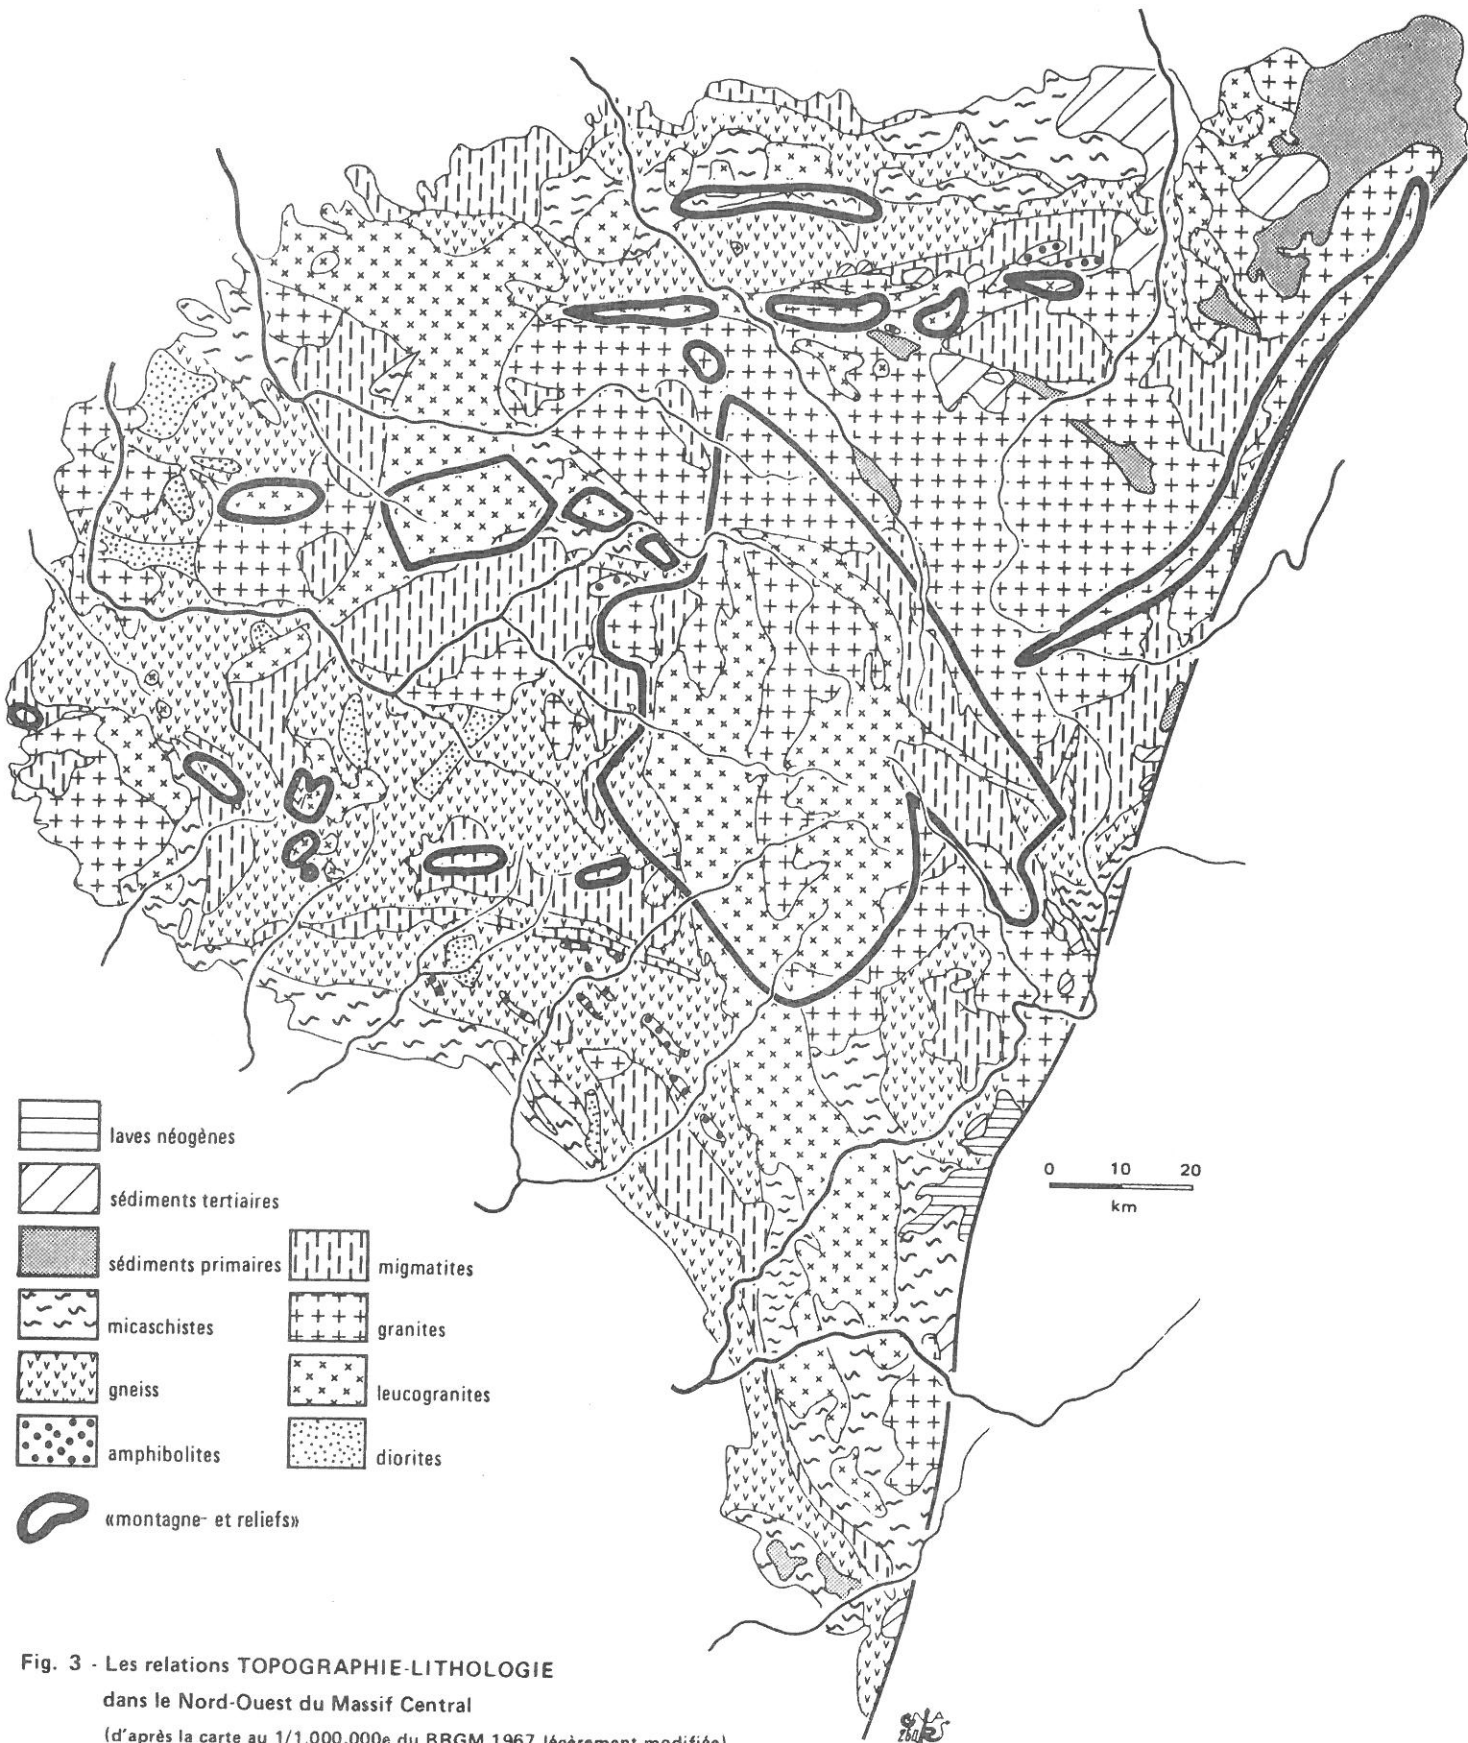 laves néogènes
sédiments tertiaires
sédiments primaires
migmatites
micaschistes
granites
gneiss
leucogranites
amphibolites
diorites
«montagne- et reliefs»
0 10 20
km
Fig. 3 - Les relations TOPOGRAPHIE-LITHOLOGIE
dans le Nord-Ouest du Massif Central
(d'après la carte au 1/1.000.000e du BRGM 1967, légèrement modifiée)